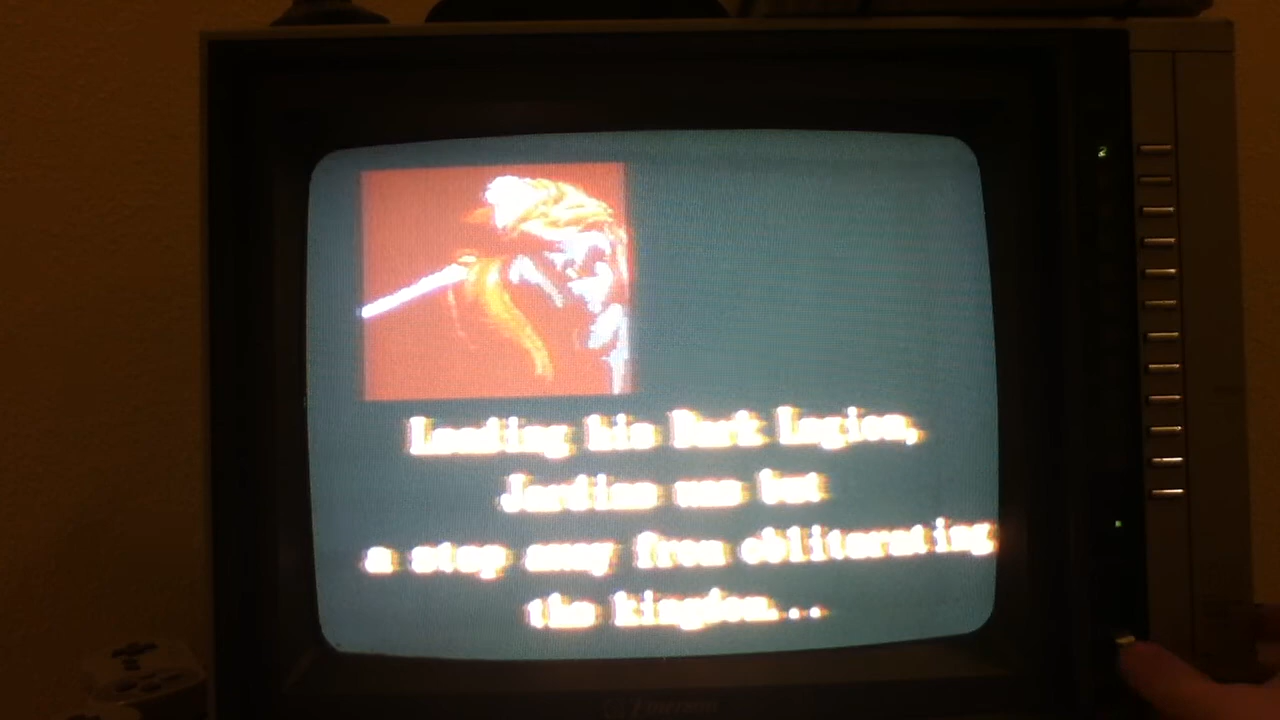 Leading his Dark Legion,
Jardine was but
a step away from obliterating
the kingdom...